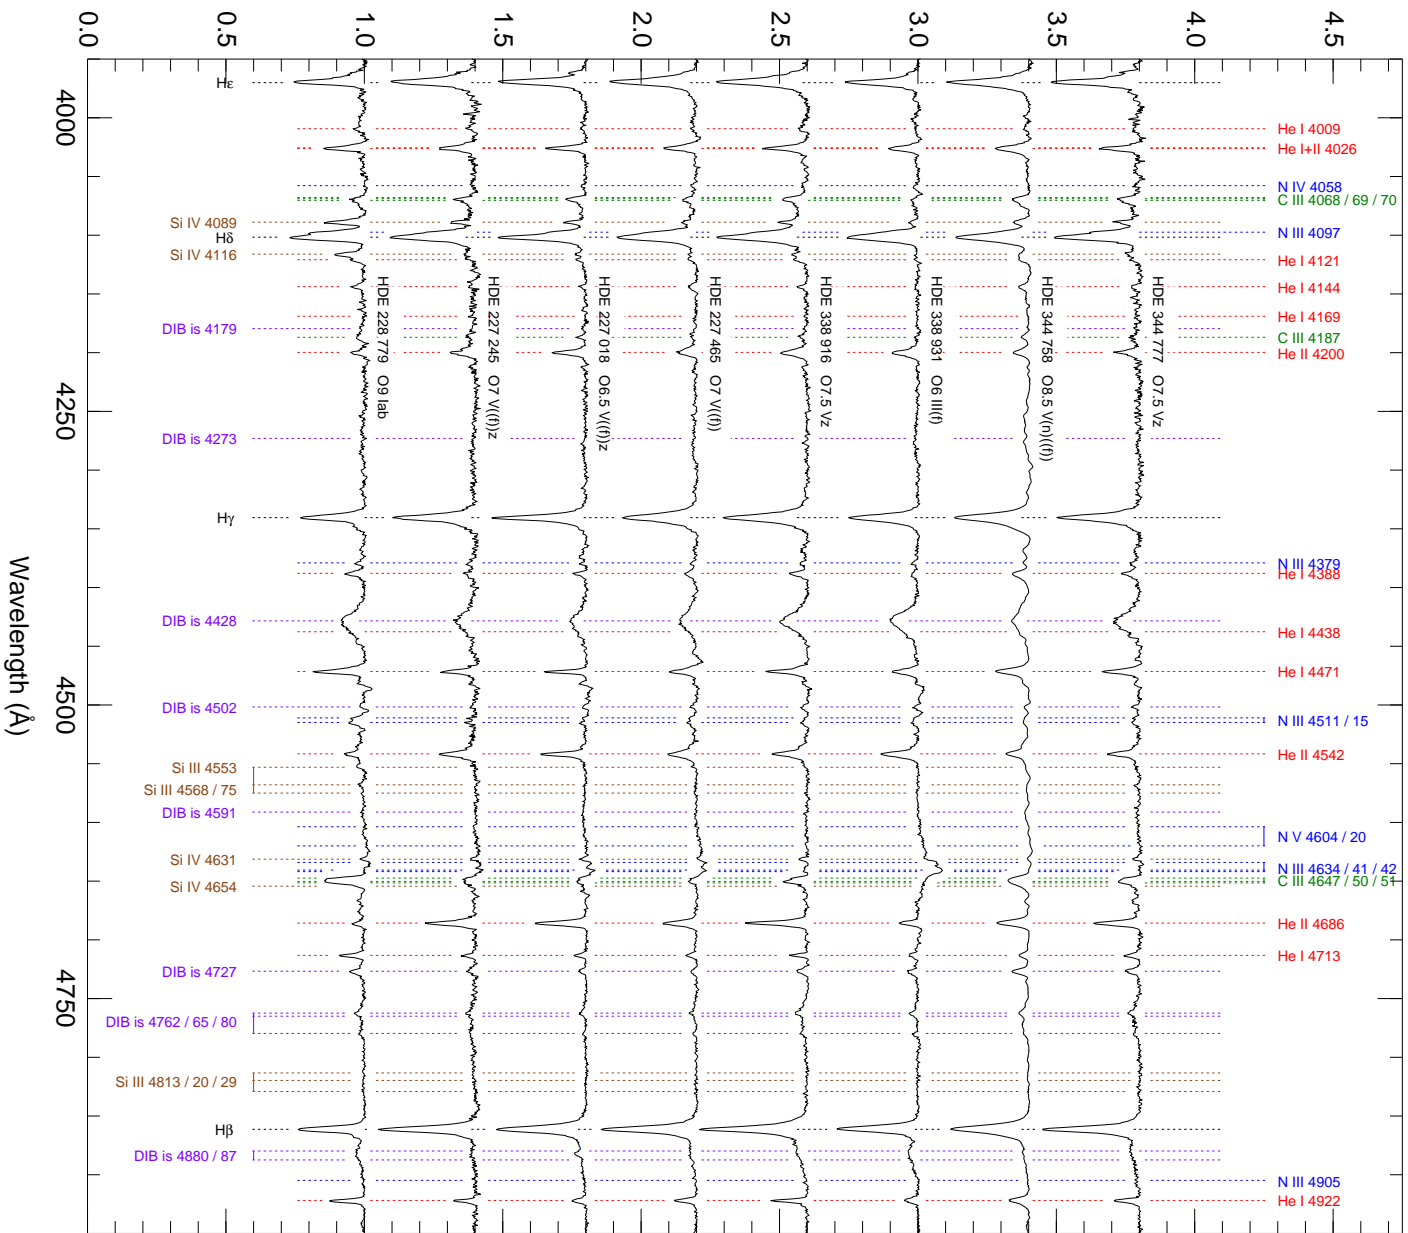 0.0
0.5
1.0
1.5
2.0
2.5
3.0
3.5
4.0
4.5
4000
4250
4500
4750
Wavelength (Å)
Hε
Si IV 4089
Hδ
Si IV 4116
DIB is 4179
DIB is 4273
Hγ
DIB is 4428
DIB is 4502
Si III 4553
Si III 4568 / 75
DIB is 4591
Si IV 4631
Si IV 4654
DIB is 4727
DIB is 4762 / 65 / 80
Si III 4813 / 20 / 29
Hβ
DIB is 4880 / 87
HDE 228 779 O9 Iab
HDE 227 245 O7 V((f))z
HDE 227 018 O6.5 V((f))z
HDE 227 465 O7 V((f))
HDE 338 916 O7.5 Vz
HDE 338 931 O6 III(f)
HDE 344 758 O8.5 V(n)((f))
HDE 344 777 O7.5 Vz
He I 4009
He I+II 4026
N IV 4058
C III 4068 / 69 / 70
N III 4097
He I 4121
He I 4144
He I 4169
C III 4187
He II 4200
N III 4379
He I 4388
He I 4438
He I 4471
N III 4511 / 15
He II 4542
N V 4604 / 20
N III 4634 / 41 / 42
C III 4647 / 50 / 51
He II 4686
He I 4713
N III 4905
He I 4922